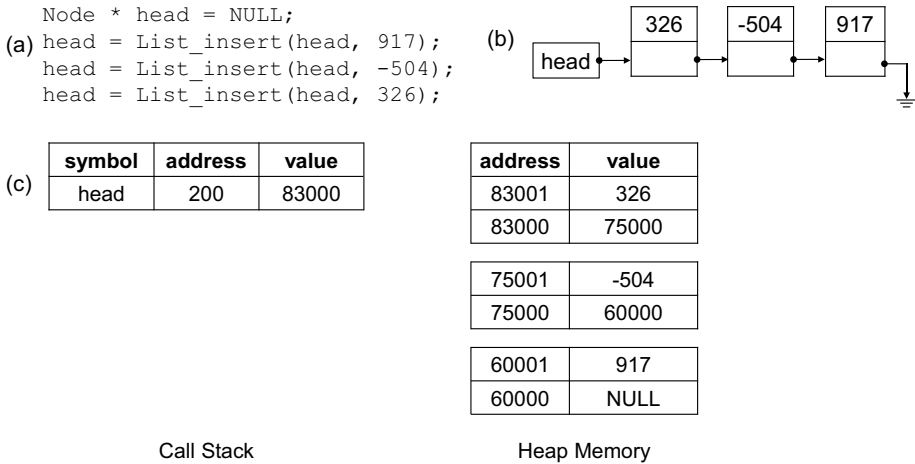 Node * head = NULL;
(a) head = List_insert(head, 917);
head = List_insert(head, -504);
head = List_insert(head, 326);
(b) head 326 -504 917
(c)
symbol address value
head 200 83000
address value
83001 326
83000 75000
75001 -504
75000 60000
60001 917
60000 NULL
Call Stack
Heap Memory